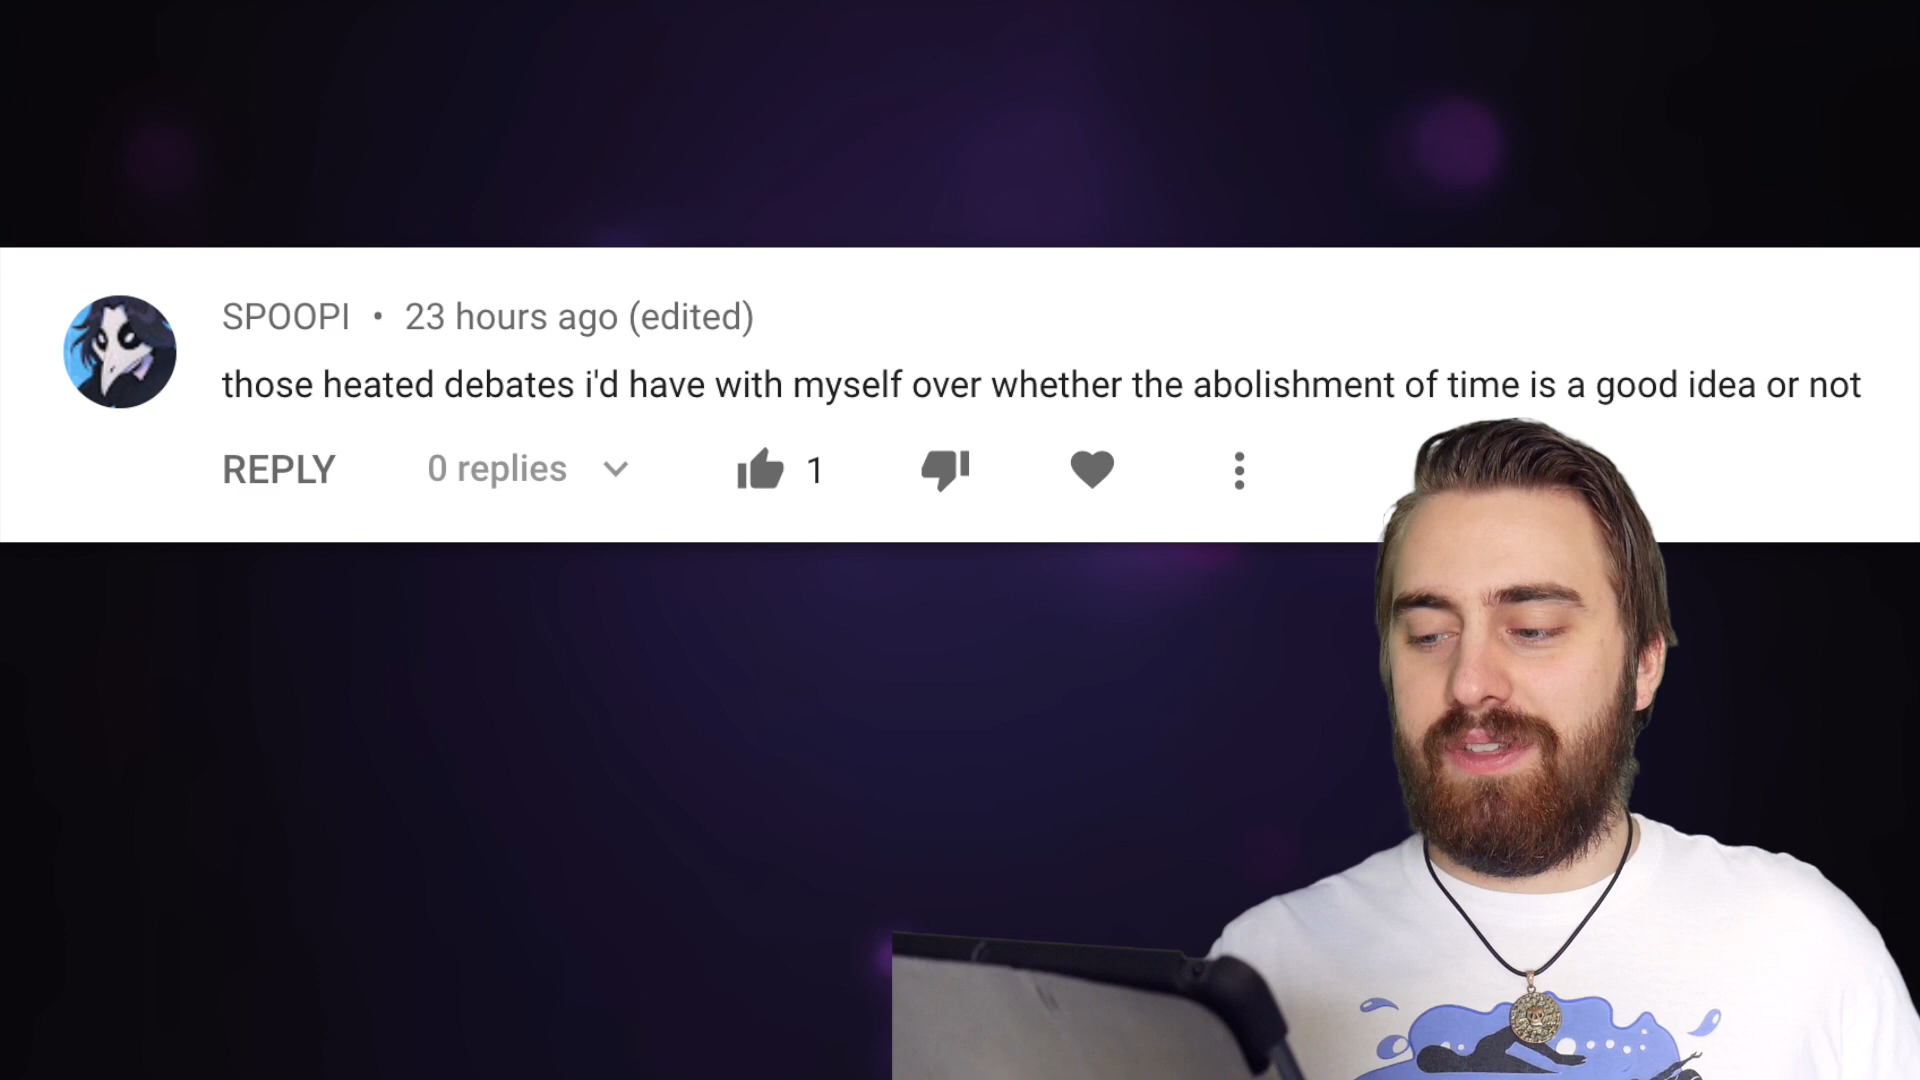 SPOOPI • 23 hours ago (edited)
those heated debates i'd have with myself over whether the abolishment of time is a good idea or not
REPLY 0 replies 1